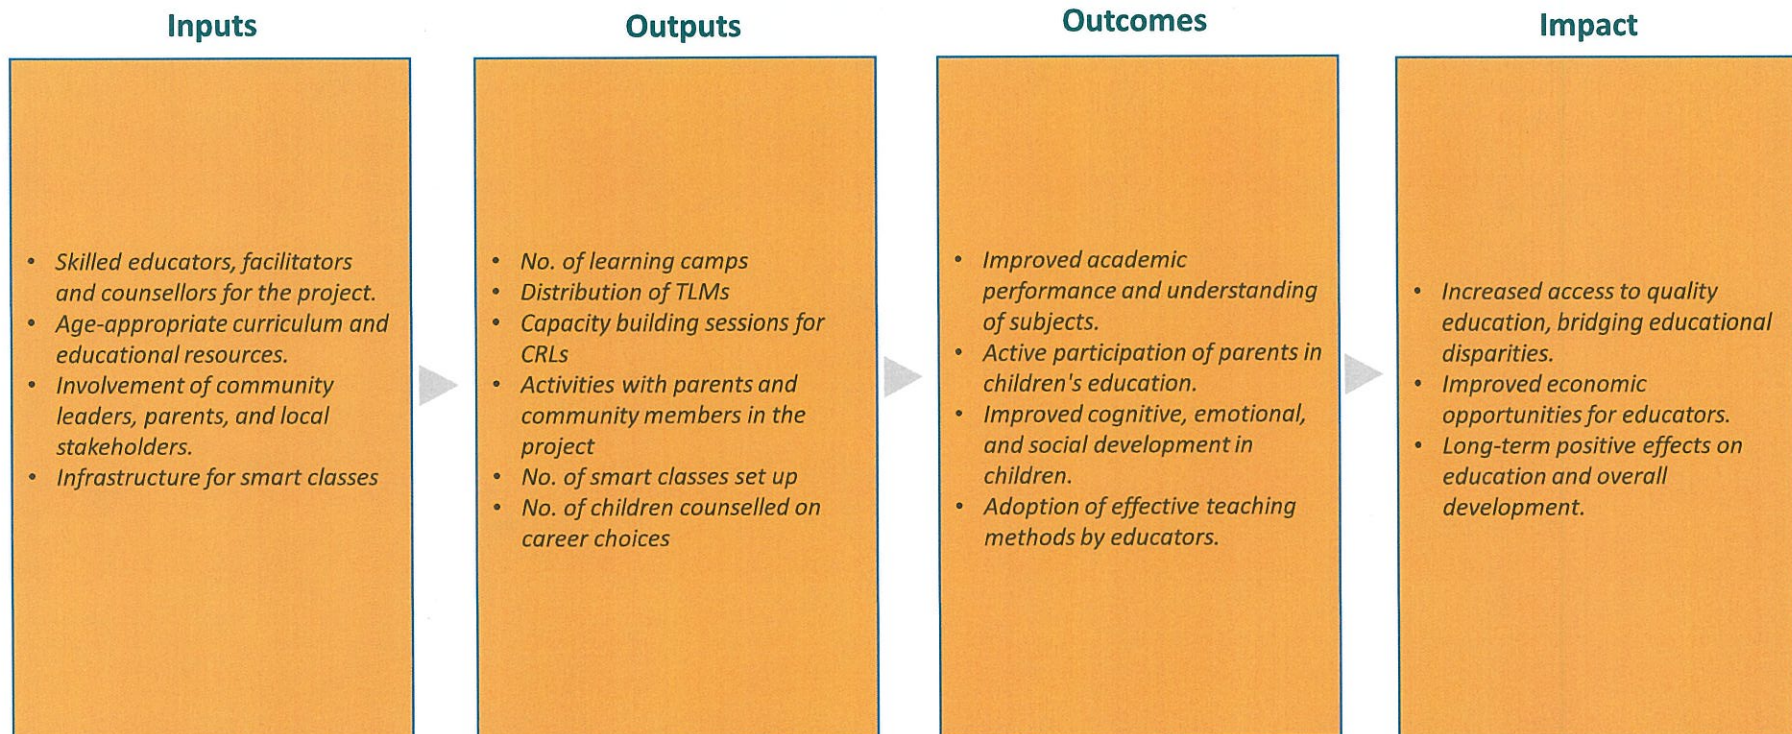 Inputs
• Skilled educators, facilitators
and counsellors for the project.
• Age-appropriate curriculum and
educational resources.
• Involvement of community
leaders, parents, and local
stakeholders.
• Infrastructure for smart classes
Outputs
• No. of learning camps
• Distribution of TLMs
• Capacity building sessions for
CRLs
• Activities with parents and
community members in the
project
• No. of smart classes set up
• No. of children counselled on
career choices
Outcomes
• Improved academic
performance and understanding
of subjects.
• Active participation of parents in
children's education.
• Improved cognitive, emotional,
and social development in
children.
• Adoption of effective teaching
methods by educators.
Impact
• Increased access to quality
education, bridging educational
disparities.
• Improved economic
opportunities for educators.
• Long-term positive effects on
education and overall
development.